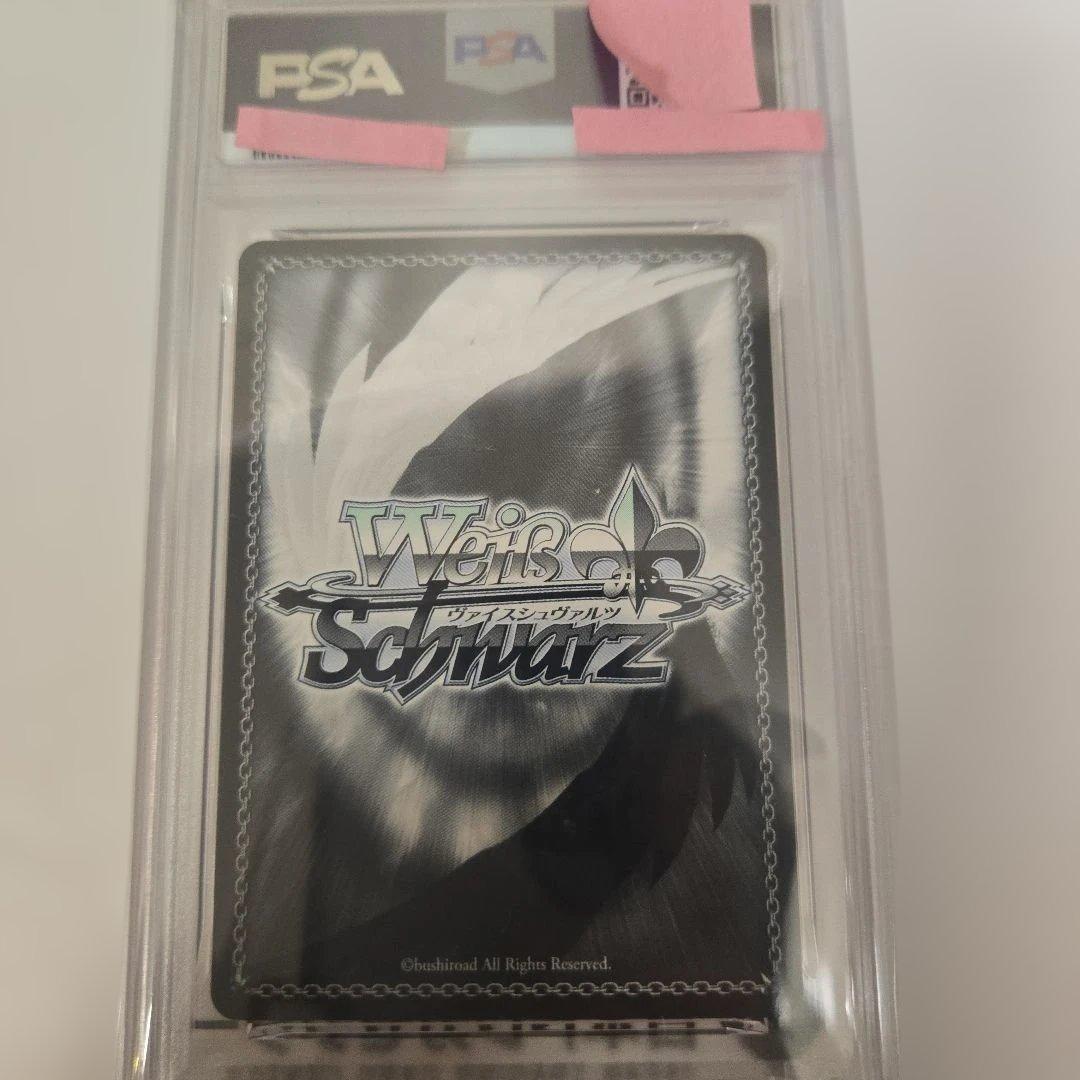 PSA
PSA
Weiß
ヴァイスシュヴァルツ
Schwarz
©bushiroad All Rights Reserved.